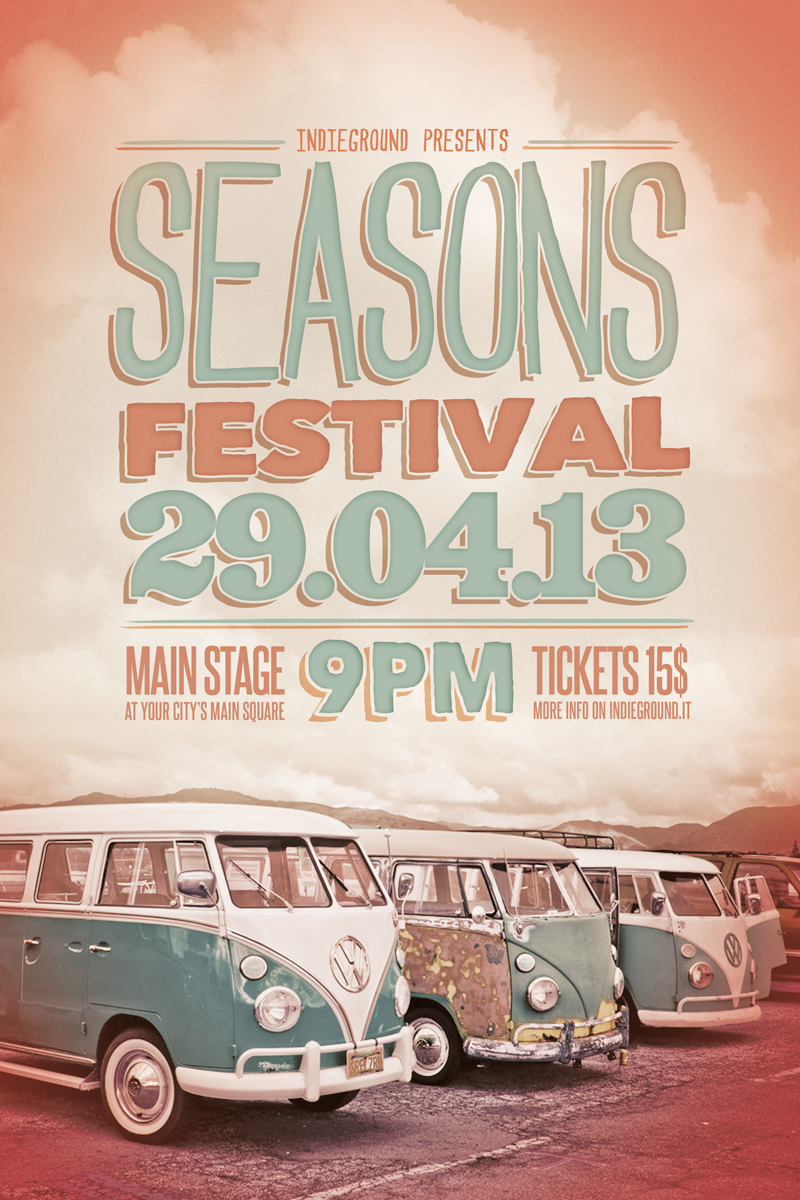 INDIEGROUND PRESENTS
SEASONS
FESTIVAL
29.04.13
MAIN STAGE
AT YOUR CITY'S MAIN SQUARE
9PM
TICKETS 15$
MORE INFO ON INDIEGROUND.IT